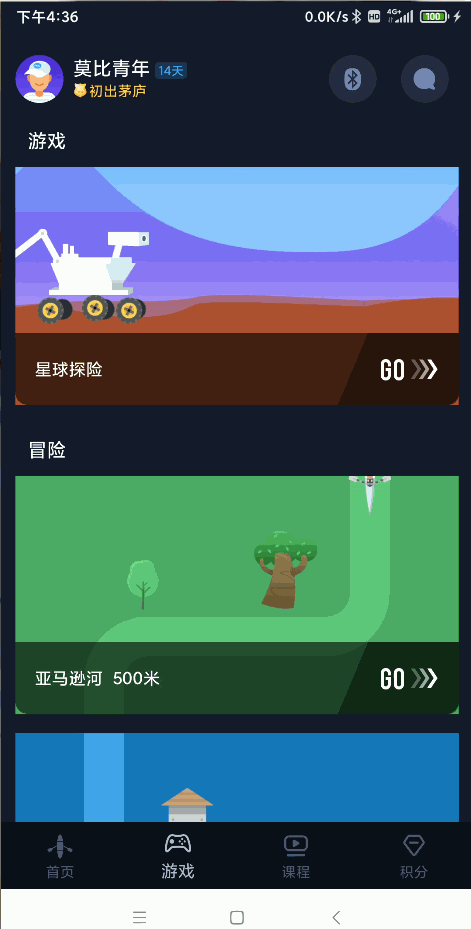 下午4:36
0.0K/s HD 4G+ 100
莫比青年 14天
初出茅庐
游戏
星球探险 GO
冒险
亚马逊河 500米 GO
首页 游戏 课程 积分